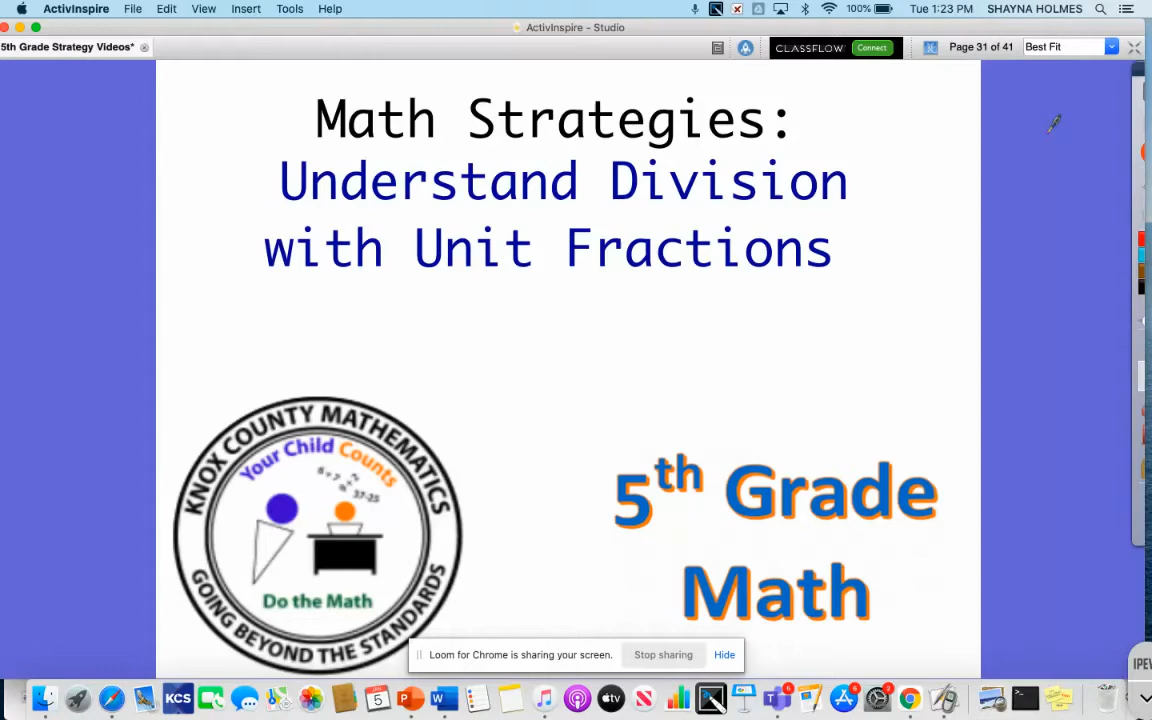 ActivInspire File Edit View Insert Tools Help 100% Tue 1:23 PM SHAYNA HOLMES
ActivInspire - Studio
5th Grade Strategy Videos*
CLASSFLOW Connect Page 31 of 41 Best Fit
Math Strategies:
Understand Division
with Unit Fractions
KNOX COUNTY MATHEMATICS
Your Child Counts
37-25
Do the Math
GOING BEYOND THE STANDARDS
5th Grade
Math
Loom for Chrome is sharing your screen. Stop sharing Hide
KCS
tv